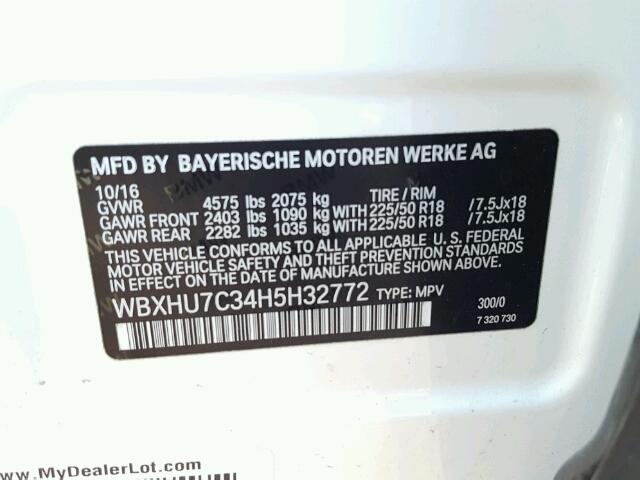 MFD BY BAYERISCHE MOTOREN WERKE AG
10/16 TIRE / RIM
GVWR 4575 lbs 2075 kg
GAWR FRONT 2403 lbs 1090 kg WITH 225/50 R18 /7.5Jx18
GAWR REAR 2282 lbs 1035 kg WITH 225/50 R18 /7.5Jx18
THIS VEHICLE CONFORMS TO ALL APPLICABLE U. S. FEDERAL
MOTOR VEHICLE SAFETY AND THEFT PREVENTION STANDARDS
IN EFFECT ON THE DATE OF MANUFACTURE SHOWN ABOVE.
WBXHU7C34H5H32772 TYPE: MPV 300/0
7 320 730
www.MyDealerLot.com